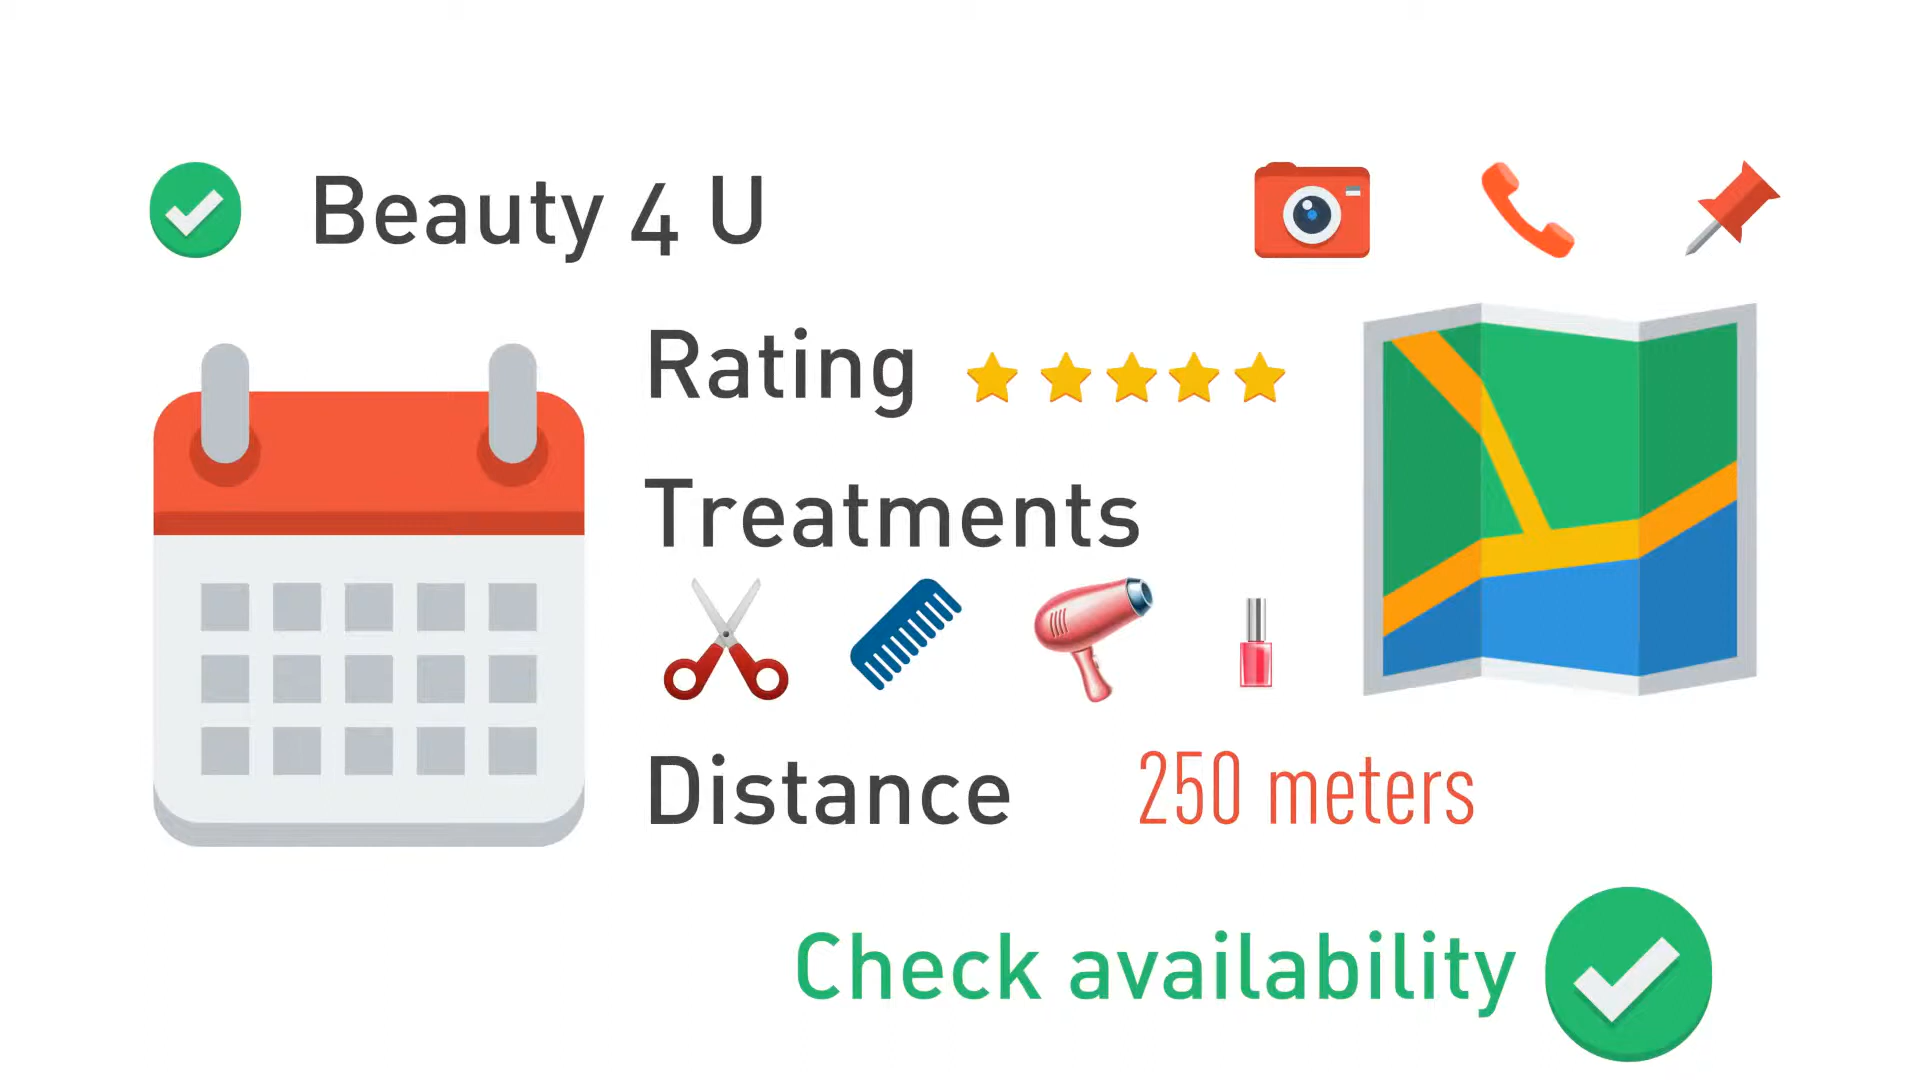 Beauty 4 U
Rating
Treatments
Distance 250 meters
Check availability